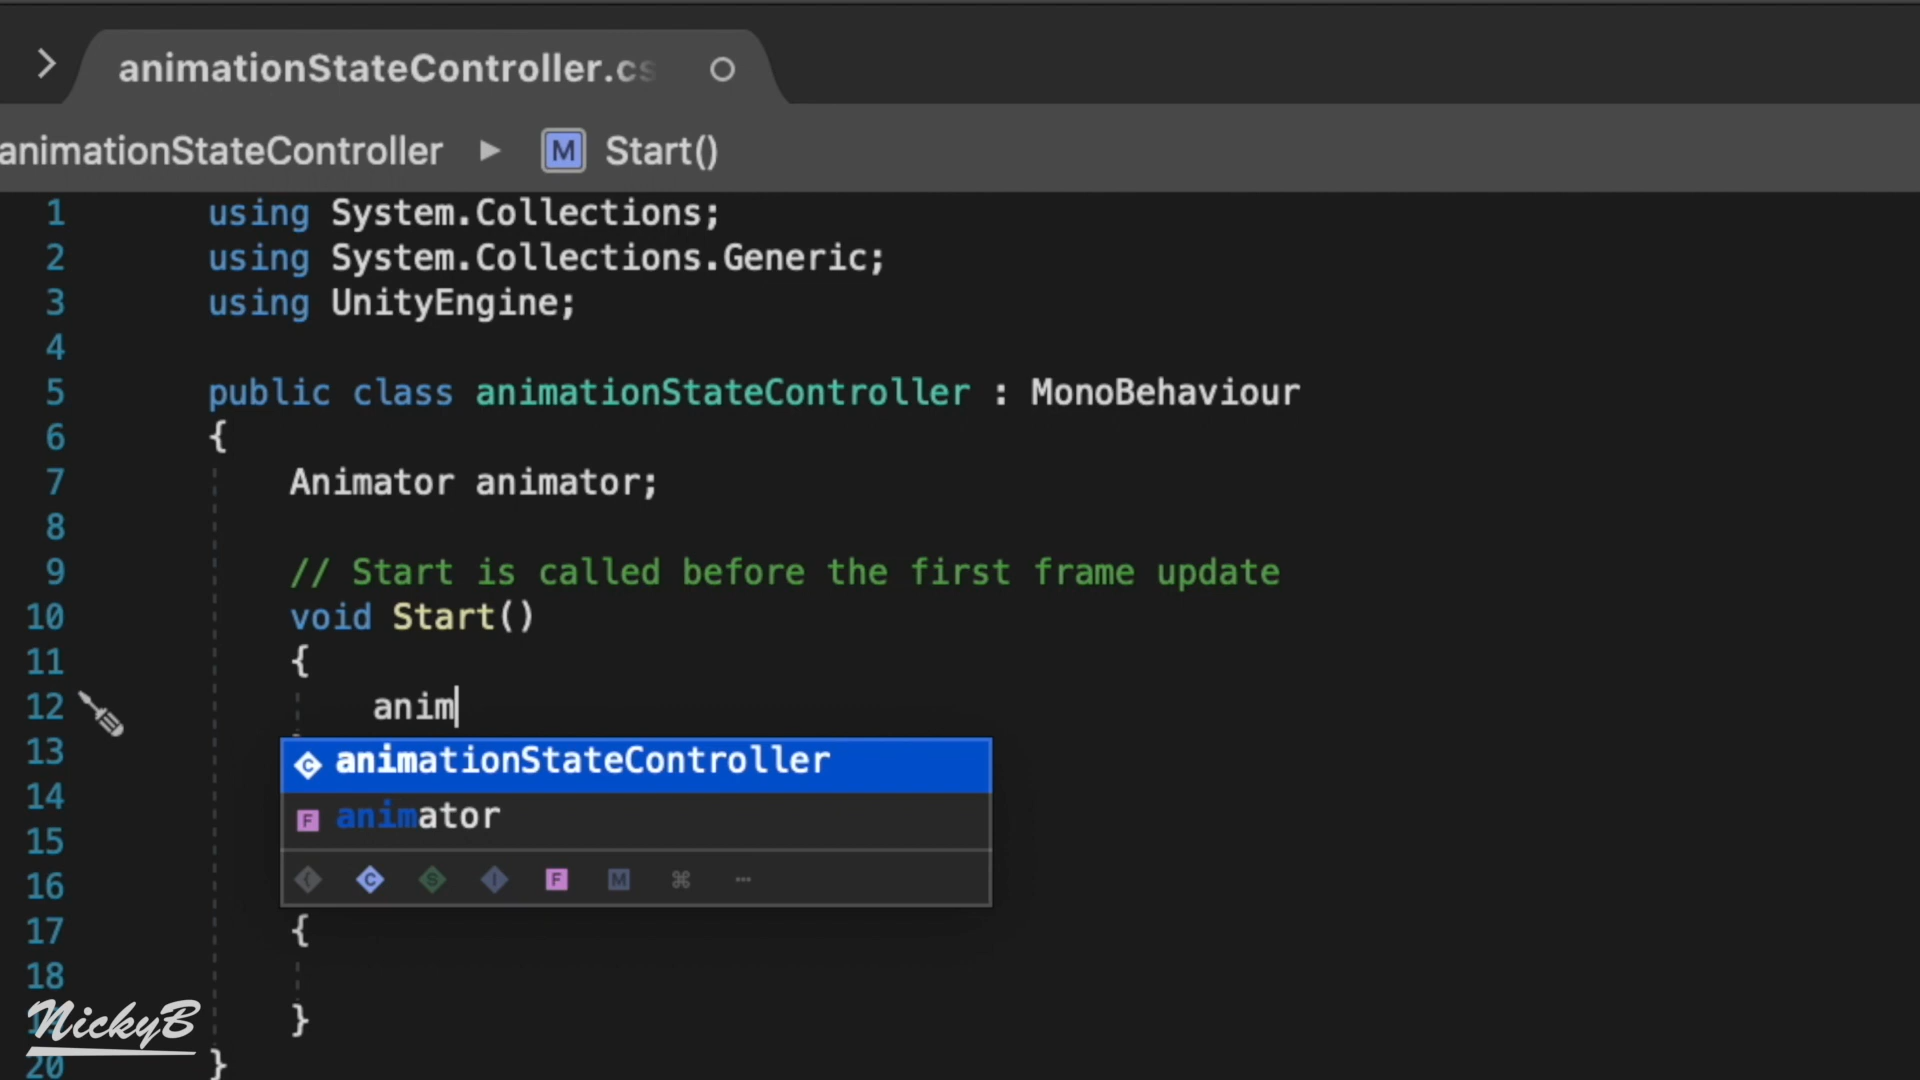 animationStateController.cs
animationStateController ▶ M Start()
1 using System.Collections;
2 using System.Collections.Generic;
3 using UnityEngine;
4
5 public class animationStateController : MonoBehaviour
6 {
7 Animator animator;
8
9 // Start is called before the first frame update
10 void Start()
11 {
12 anim
13
C animationStateController
14
F animator
15
16 C S I F M ⌘ ...
17 {
18
}
20 }
NickyB